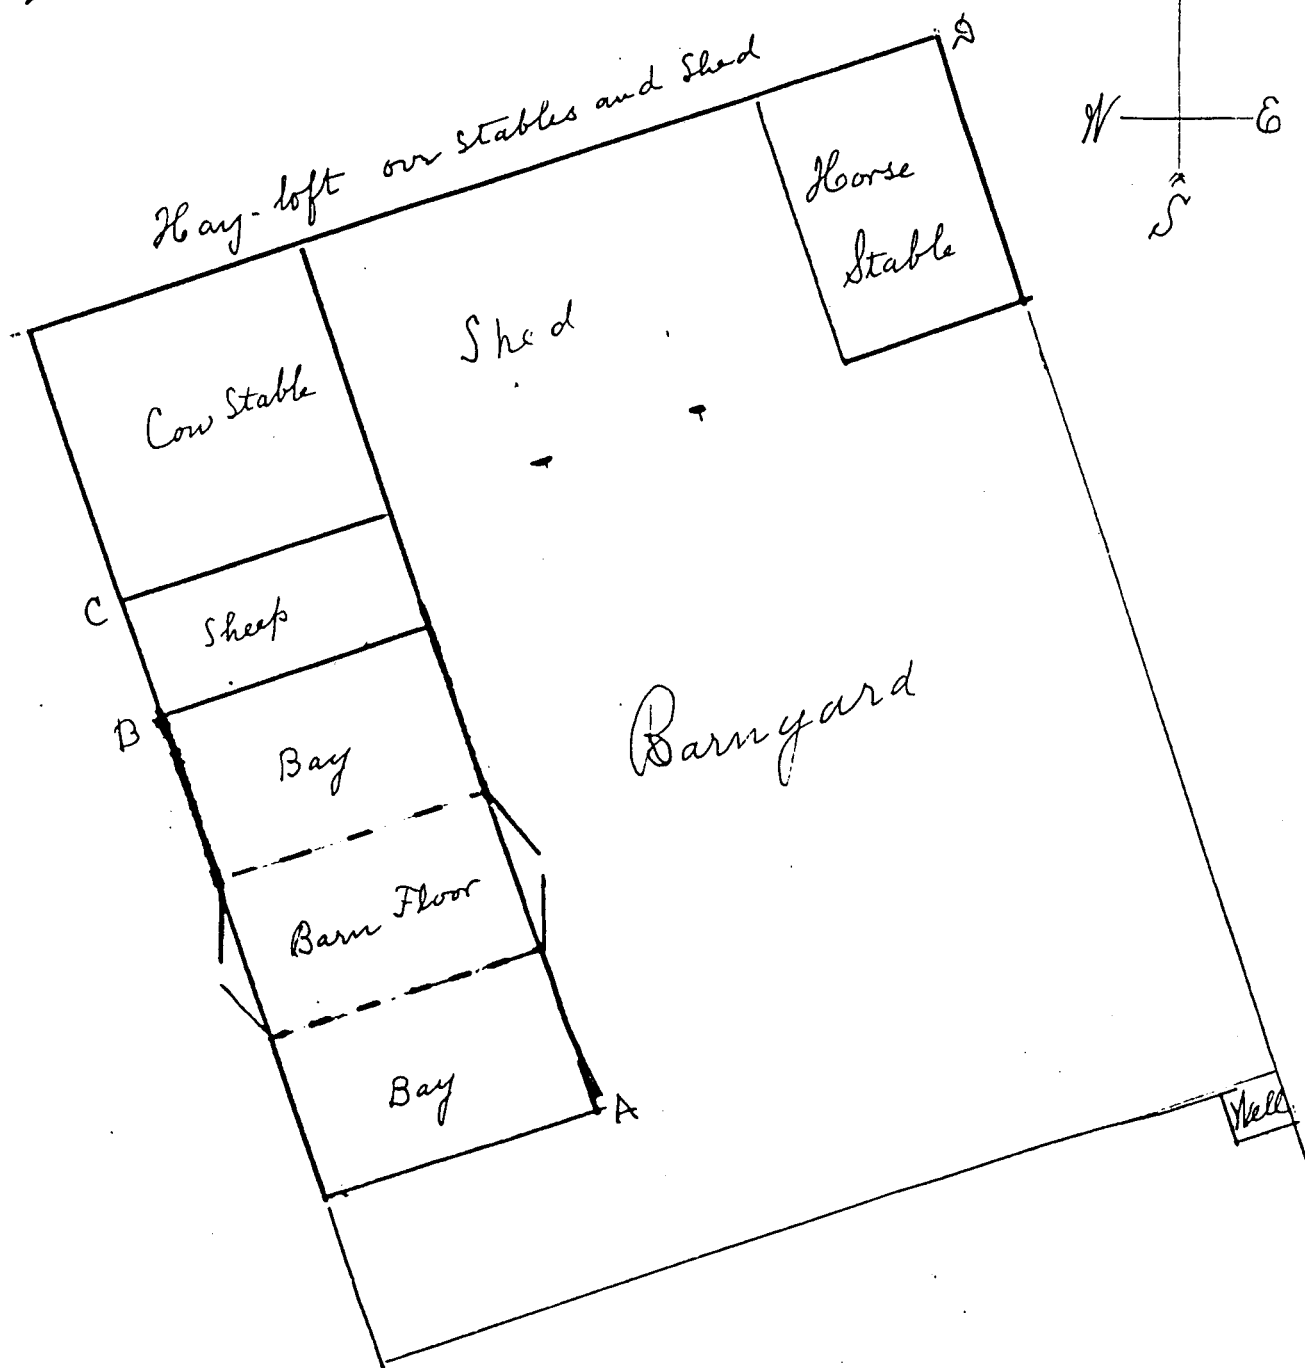 D
Hay-loft over stables and Shed
W E
S
Horse
Stable
Shed
Cow Stable
C
Sheep
B
Bay
Barnyard
Barn Floor
Bay
A
Well